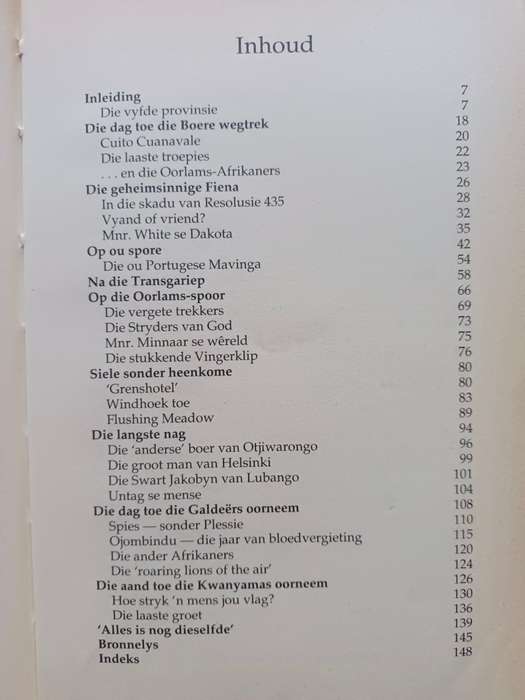 Inhoud
Inleiding 7
Die vyfde provinsie 7
Die dag toe die Boere wegtrek 18
Cuito Cuanavale 20
Die laaste troepies 22
. . . en die Oorlams-Afrikaners 23
Die geheimsinnige Fiena 26
In die skadu van Resolusie 435 28
Vyand of vriend? 32
Mnr. White se Dakota 35
Op ou spore 42
Die ou Portugese Mavinga 54
Na die Transgariep 58
Op die Oorlams-spoor 66
Die vergete trekkers 69
Die Stryders van God 73
Mnr. Minnaar se wêreld 75
Die stukkende Vingerklip 76
Siele sonder heenkome 80
‘Grenshotel’ 80
Windhoek toe 83
Flushing Meadow 89
Die langste nag 94
Die ‘anderse’ boer van Otjiwarongo 96
Die groot man van Helsinki 99
Die Swart Jakobyn van Lubango 101
Untag se mense 104
Die dag toe die Galdeërs oorneem 108
Spies — sonder Plessie 110
Ojombindu — die jaar van bloedvergieting 115
Die ander Afrikaners 120
Die ‘roaring lions of the air’ 124
Die aand toe die Kwanyamas oorneem 126
Hoe stryk ’n mens jou vlag? 130
Die laaste groet 136
‘Alles is nog dieselfde’ 139
Bronnelys 145
Indeks 148